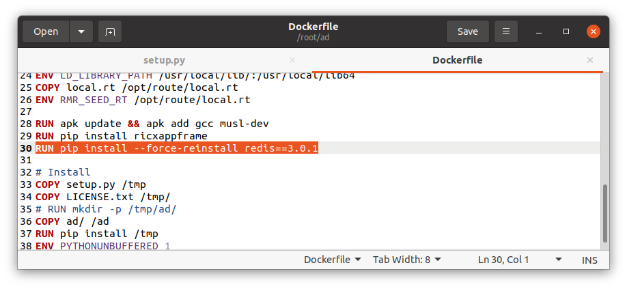 Open
Dockerfile
/root/ad
Save
setup.py
Dockerfile
24 ENV LD_LIBRARY_PATH /usr/local/lib/:/usr/local/lib64
25 COPY local.rt /opt/route/local.rt
26 ENV RMR_SEED_RT /opt/route/local.rt
27
28 RUN apk update && apk add gcc musl-dev
29 RUN pip install ricxappframe
30 RUN pip install --force-reinstall redis==3.0.1
31
32 # Install
33 COPY setup.py /tmp
34 COPY LICENSE.txt /tmp/
35 # RUN mkdir -p /tmp/ad/
36 COPY ad/ /ad
37 RUN pip install /tmp
38 ENV PYTHONUNBUFFERED 1
Dockerfile Tab Width: 8 Ln 30, Col 1 INS